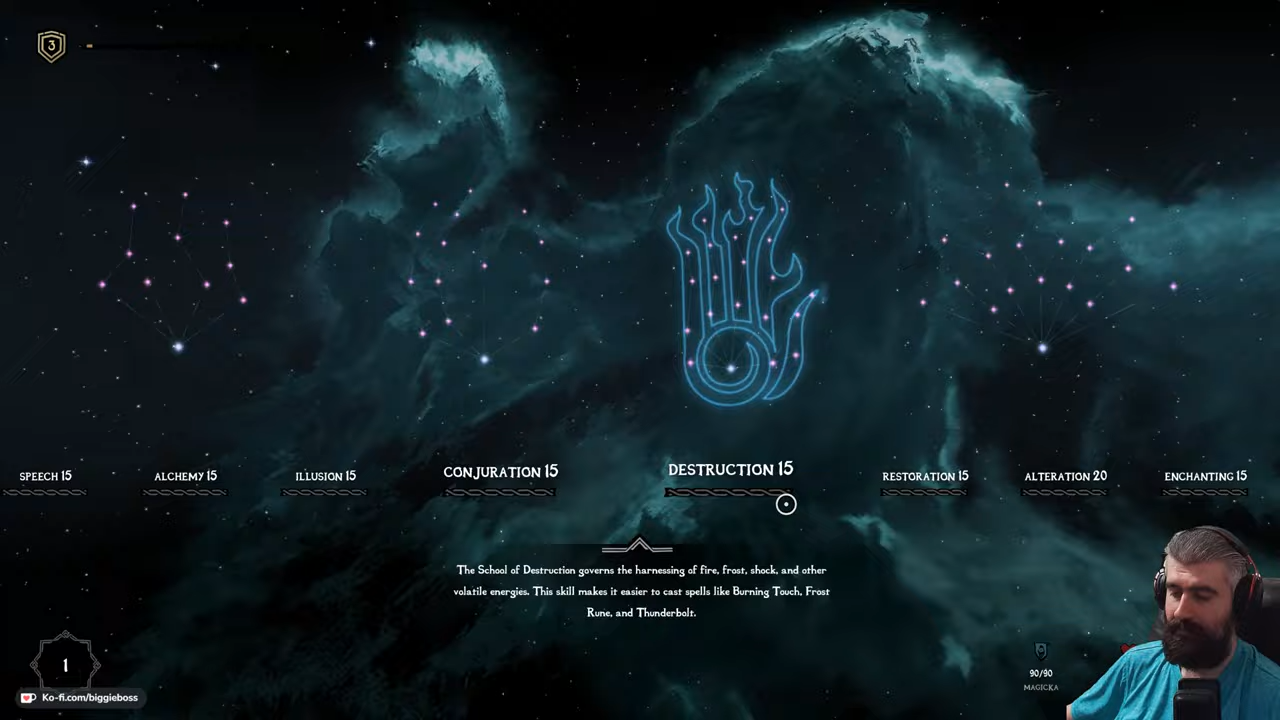 3
SPEECH 15
ALCHEMY 15
ILLUSION 15
CONJURATION 15
DESTRUCTION 15
RESTORATION 15
ALTERATION 20
ENCHANTING 15
The School of Destruction governs the harnessing of fire, frost, shock, and other
volatile energies. This skill makes it easier to cast spells like Burning Touch, Frost
Rune, and Thunderbolt.
1
90/90
MAGICKA
Ko-fi.com/biggieboss